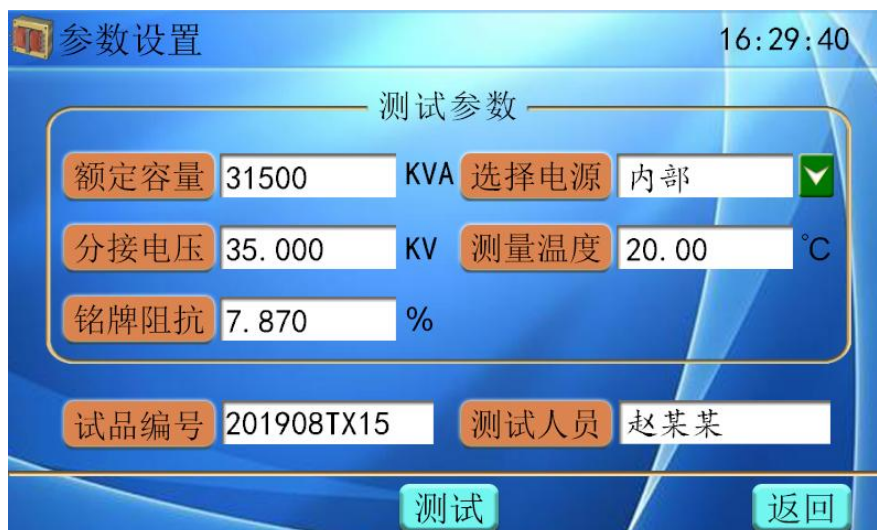 参数设置 16:29:40
测试参数
额定容量 31500 KVA 选择电源 内部
分接电压 35.000 KV 测量温度 20.00 °C
铭牌阻抗 7.870 %
试品编号 201908TX15 测试人员 赵某某
测试 返回